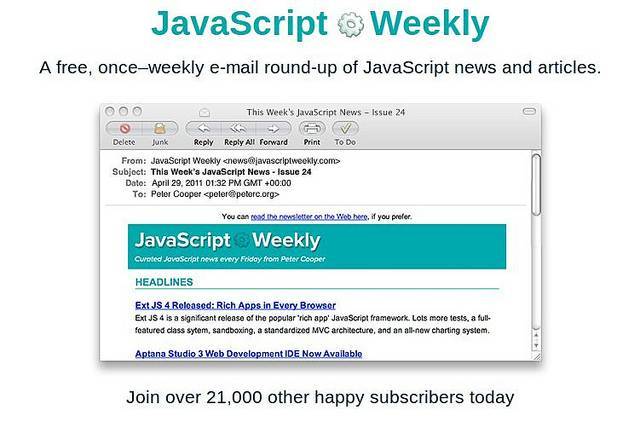 JavaScript Weekly
A free, once–weekly e-mail round-up of JavaScript news and articles.
This Week's JavaScript News – Issue 24
Delete Junk Reply Reply All Forward Print To Do
From: JavaScript Weekly <news@javascriptweekly.com>
Subject: This Week's JavaScript News - Issue 24
Date: April 29, 2011 01:32 PM GMT +00:00
To: Peter Cooper <peter@petere.org>
You can read the newsletter on the Web here, if you prefer.
JavaScript Weekly
Curated JavaScript news every Friday from Peter Cooper
HEADLINES
Ext JS 4 Released: Rich Apps in Every Browser
Ext JS 4 is a significant release of the popular 'rich app' JavaScript framework. Lots more tests, a full-
featured class sytem, sandboxing, a standardized MVC architecture, and an all-new charting system.
Aptana Studio 3 Web Development IDE Now Available
Join over 21,000 other happy subscribers today